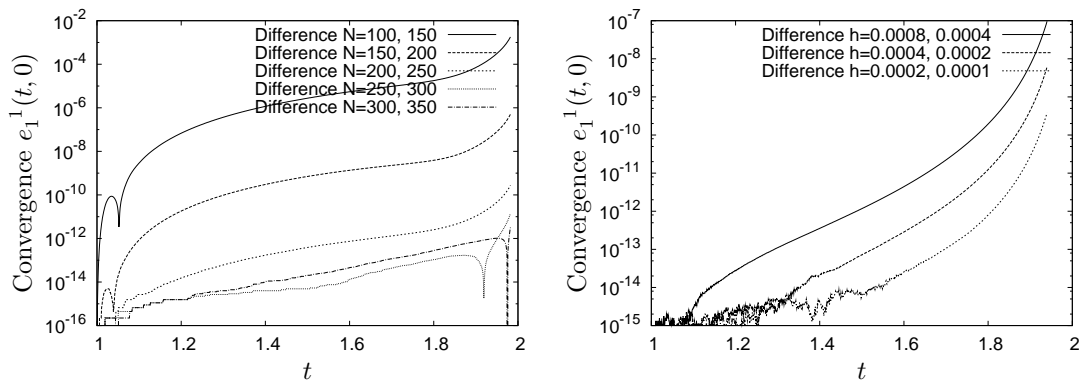 Convergence e₁¹(t, 0)
10⁻²
10⁻⁴
10⁻⁶
10⁻⁸
10⁻¹⁰
10⁻¹²
10⁻¹⁴
10⁻¹⁶
Difference N=100, 150
Difference N=150, 200
Difference N=200, 250
Difference N=250, 300
Difference N=300, 350
1 1.2 1.4 1.6 1.8 2
t
Convergence e₁¹(t, 0)
10⁻⁷
10⁻⁸
10⁻⁹
10⁻¹⁰
10⁻¹¹
10⁻¹²
10⁻¹³
10⁻¹⁴
10⁻¹⁵
Difference h=0.0008, 0.0004
Difference h=0.0004, 0.0002
Difference h=0.0002, 0.0001
1 1.2 1.4 1.6 1.8 2
t